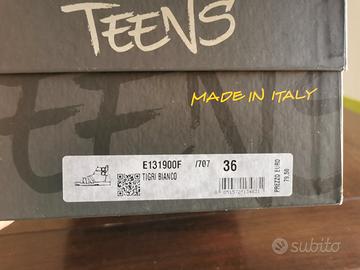 TEENS
MADE IN ITALY
E131900F /707 36
TIGRI BIANCO
PREZZO EURO
79,50
subito